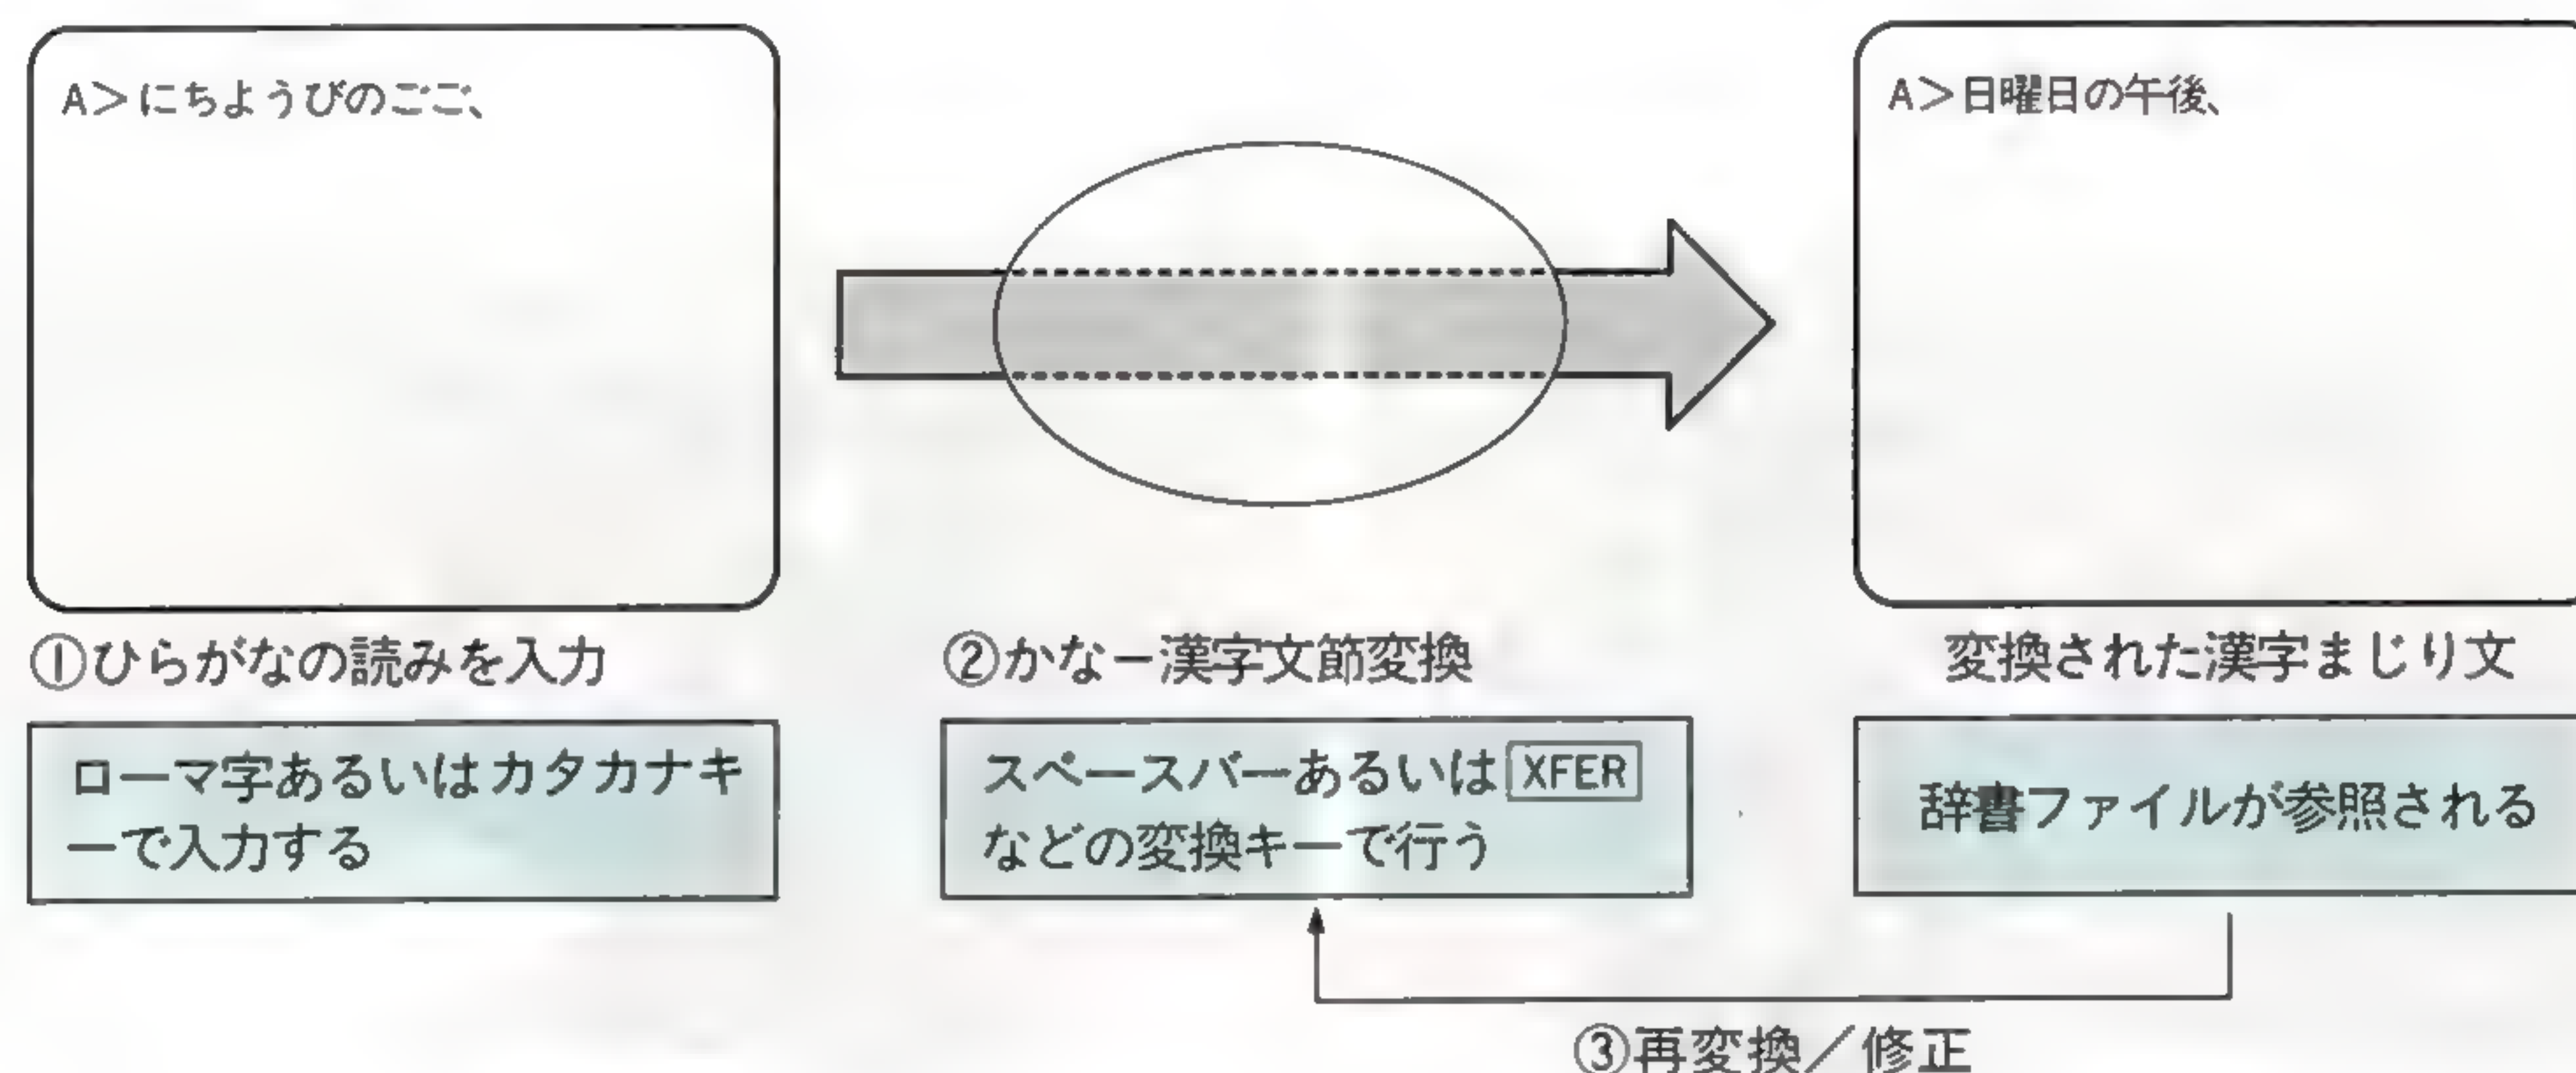 A>にちようびのごご、
A>日曜日の午後、
①ひらがなの読みを入力
②かなー漢字文節変換
変換された漢字まじり文
ローマ字あるいはカタカナキ
ーで入力する
スペースバーあるいはXFER
などの変換キーで行う
辞書ファイルが参照される
③再変換／修正